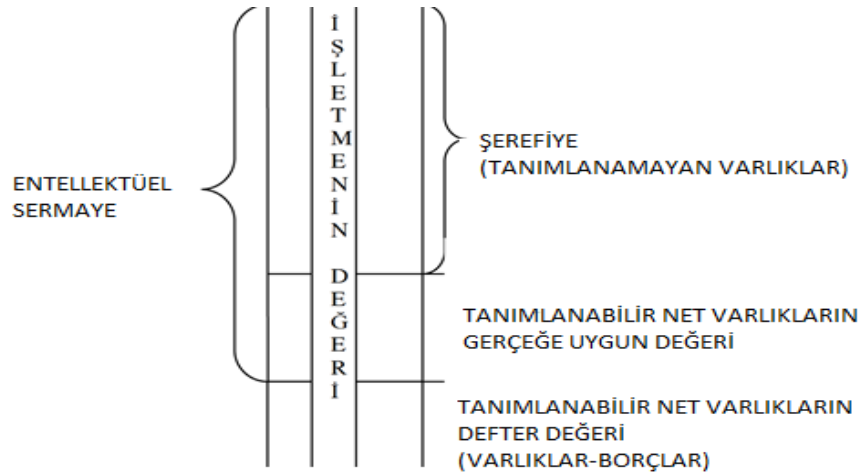 ENTELLEKTÜEL
SERMAYE
İŞLETMENİN DEĞERİ
ŞEREFİYE
(TANIMLANAMAYAN VARLIKLAR)
TANIMLANABİLİR NET VARLIKLARIN
GERÇEĞE UYGUN DEĞERİ
TANIMLANABİLİR NET VARLIKLARIN
DEFTER DEĞERİ
(VARLIKLAR-BORÇLAR)